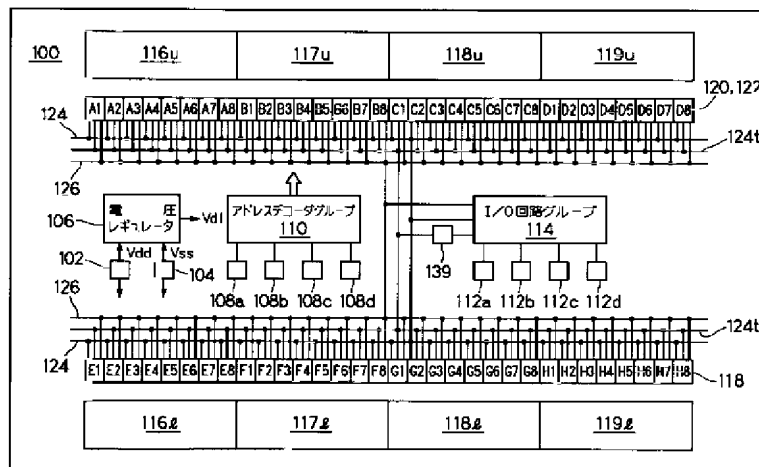 100
116u 117u 118u 119u
A1 A2 A3 A4 A5 A6 A7 A8 B1 B2 B3 B4 B5 B6 B7 B8 C1 C2 C3 C4 C5 C6 C7 C8 D1 D2 D3 D4 D5 D6 D7 D8
120, 122
124
124t
126
106
電圧
レギュレータ
Vdl
アドレスデコーダグループ
110
I/O回路グループ
114
Vdd
Vss
102
104
139
108a 108b 108c 108d
112a 112b 112c 112d
126
124t
124
E1 E2 E3 E4 E5 E6 E7 E8 F1 F2 F3 F4 F5 F6 F7 F8 G1 G2 G3 G4 G5 G6 G7 G8 H1 H2 H3 H4 H5 H6 H7 H8
118
116ℓ 117ℓ 118ℓ 119ℓ